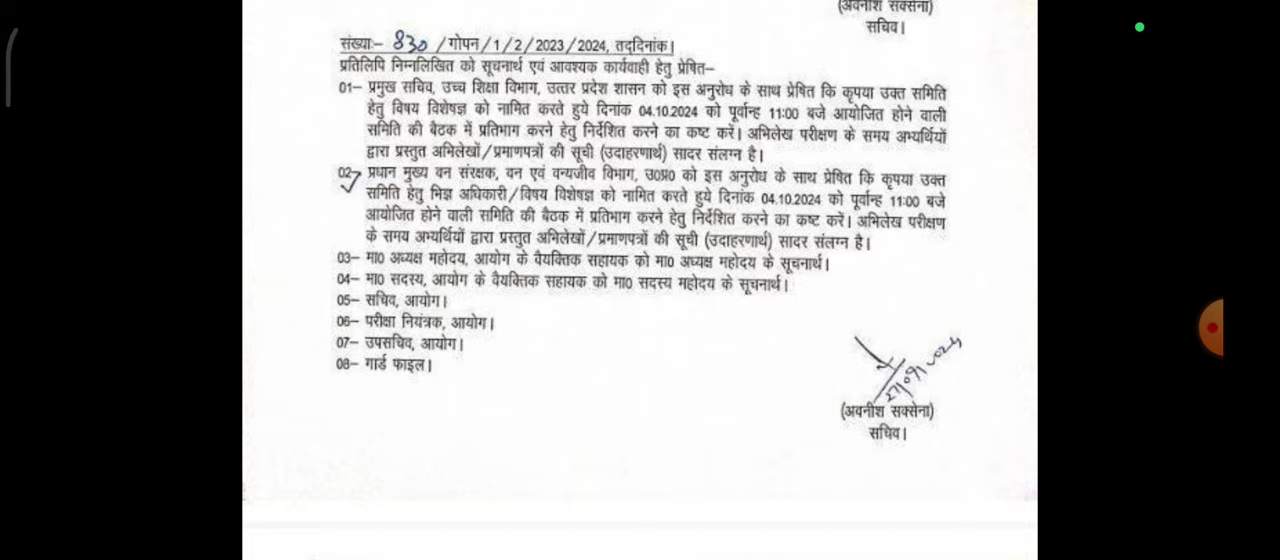 (अवनीश सक्सेना)
सचिव।
संख्याः– 830 /गोपन/1/2/2023/2024, तद्दिनांक।
प्रतिलिपि निम्नलिखित को सूचनार्थ एवं आवश्यक कार्यवाही हेतु प्रेषित–
01– प्रमुख सचिव, उच्च शिक्षा विभाग, उत्तर प्रदेश शासन को इस अनुरोध के साथ प्रेषित कि कृपया उक्त समिति
हेतु विषय विशेषज्ञ को नामित करते हुये दिनांक 04.10.2024 को पूर्वान्ह 11:00 बजे आयोजित होने वाली
समिति की बैठक में प्रतिभाग करने हेतु निर्देशित करने का कष्ट करें। अभिलेख परीक्षण के समय अभ्यर्थियों
द्वारा प्रस्तुत अभिलेखों/प्रमाणपत्रों की सूची (उदाहरणार्थ) सादर संलग्न है।
02– प्रधान मुख्य वन संरक्षक, वन एवं वन्यजीव विभाग, उ०प्र० को इस अनुरोध के साथ प्रेषित कि कृपया उक्त
समिति हेतु भिज्ञ अधिकारी/विषय विशेषज्ञ को नामित करते हुये दिनांक 04.10.2024 को पूर्वान्ह 11:00 बजे
आयोजित होने वाली समिति की बैठक में प्रतिभाग करने हेतु निर्देशित करने का कष्ट करें। अभिलेख परीक्षण
के समय अभ्यर्थियों द्वारा प्रस्तुत अभिलेखों/प्रमाणपत्रों की सूची (उदाहरणार्थ) सादर संलग्न है।
03– मा० अध्यक्ष महोदय, आयोग के वैयक्तिक सहायक को मा० अध्यक्ष महोदय के सूचनार्थ।
04– मा० सदस्य, आयोग के वैयक्तिक सहायक को मा० सदस्य महोदय के सूचनार्थ।
05– सचिव, आयोग।
06– परीक्षा नियंत्रक, आयोग।
07– उपसचिव, आयोग।
08– गार्ड फाइल।
(अवनीश सक्सेना)
सचिव।